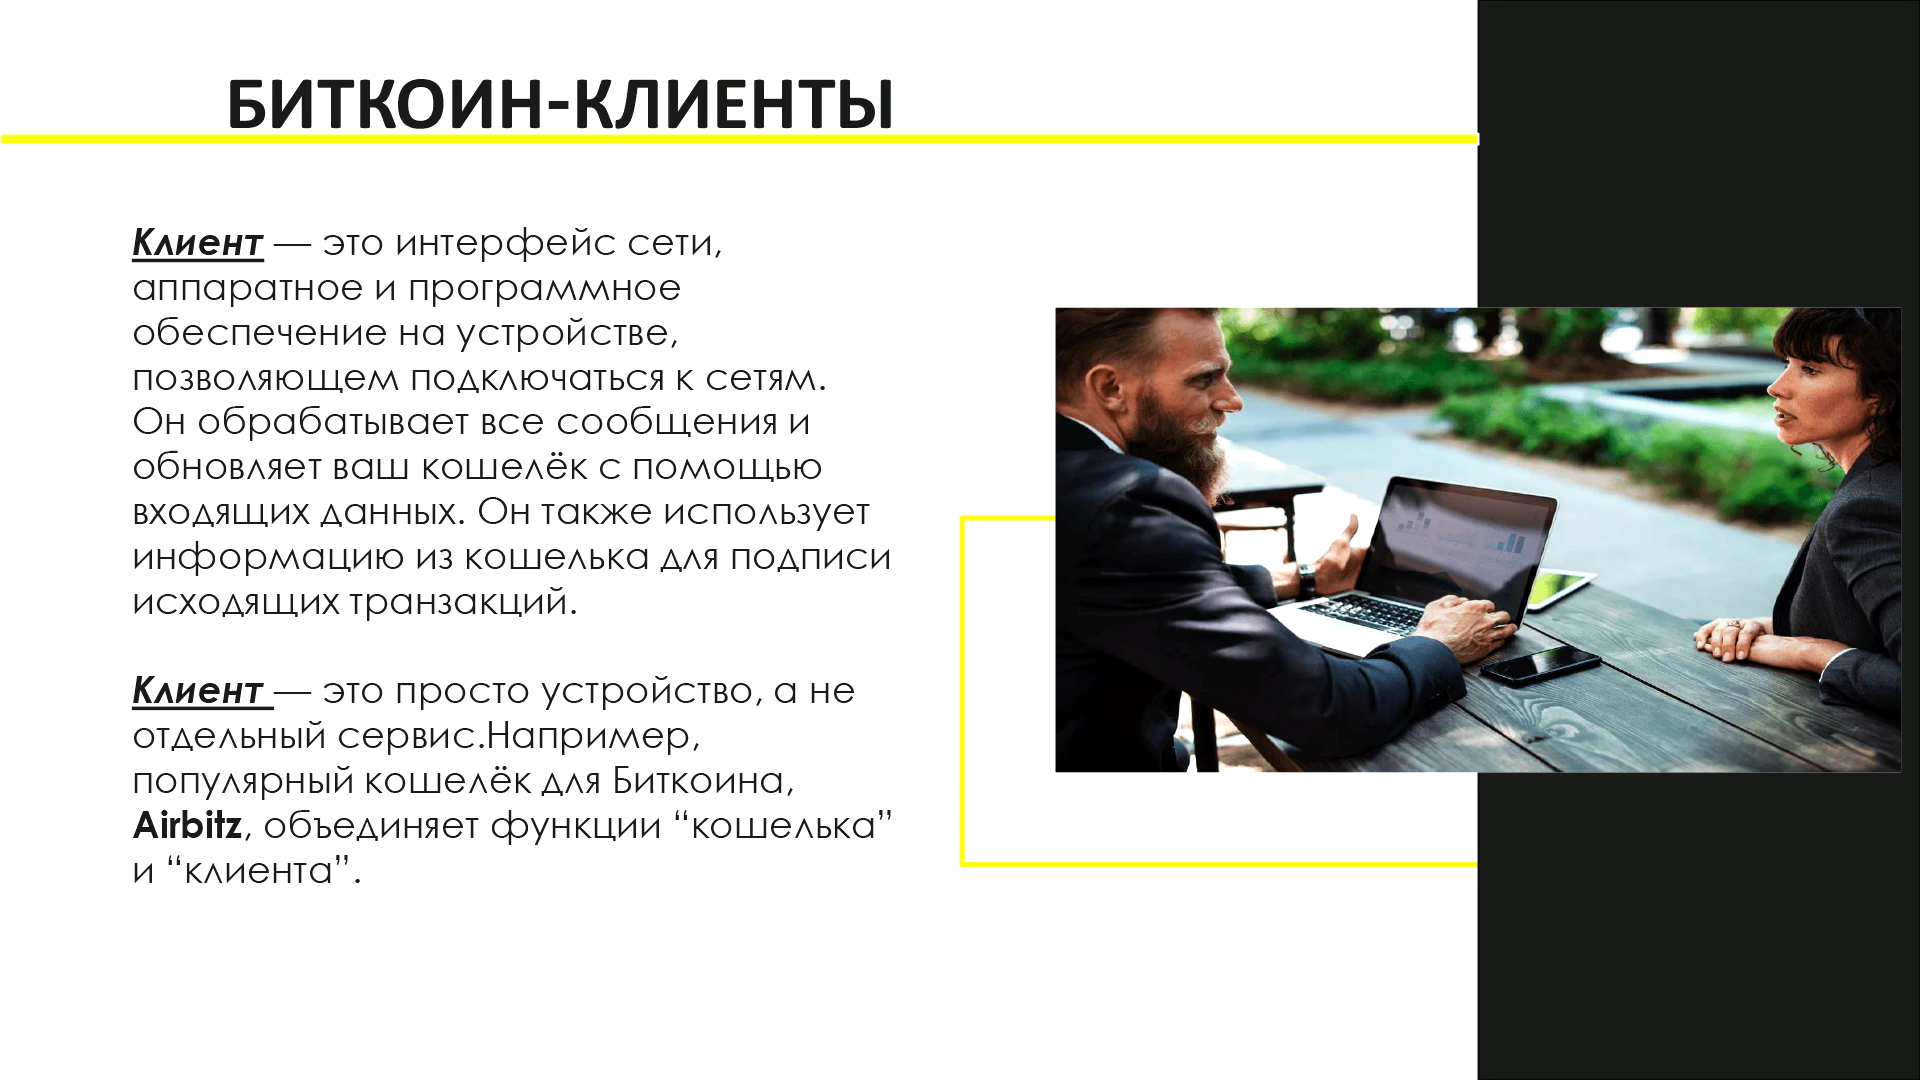 БИТКОИН-КЛИЕНТЫ
Клиент — это интерфейс сети,
аппаратное и программное
обеспечение на устройстве,
позволяющем подключаться к сетям.
Он обрабатывает все сообщения и
обновляет ваш кошелёк с помощью
входящих данных. Он также использует
информацию из кошелька для подписи
исходящих транзакций.
Клиент — это просто устройство, а не
отдельный сервис.Например,
популярный кошелёк для Биткоина,
Airbitz, объединяет функции “кошелька”
и “клиента”.